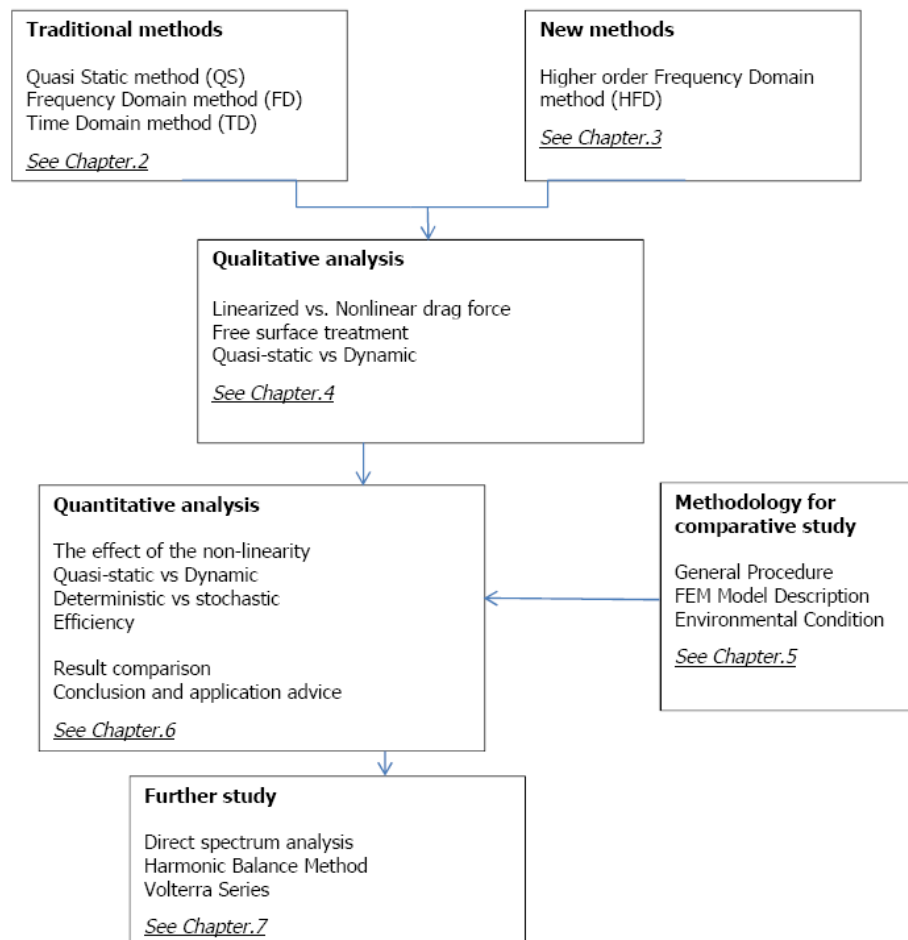 Traditional methods
Quasi Static method (QS)
Frequency Domain method (FD)
Time Domain method (TD)
See Chapter.2
New methods
Higher order Frequency Domain
method (HFD)
See Chapter.3
Qualitative analysis
Linearized vs. Nonlinear drag force
Free surface treatment
Quasi-static vs Dynamic
See Chapter.4
Quantitative analysis
The effect of the non-linearity
Quasi-static vs Dynamic
Deterministic vs stochastic
Efficiency
Result comparison
Conclusion and application advice
See Chapter.6
Methodology for
comparative study
General Procedure
FEM Model Description
Environmental Condition
See Chapter.5
Further study
Direct spectrum analysis
Harmonic Balance Method
Volterra Series
See Chapter.7